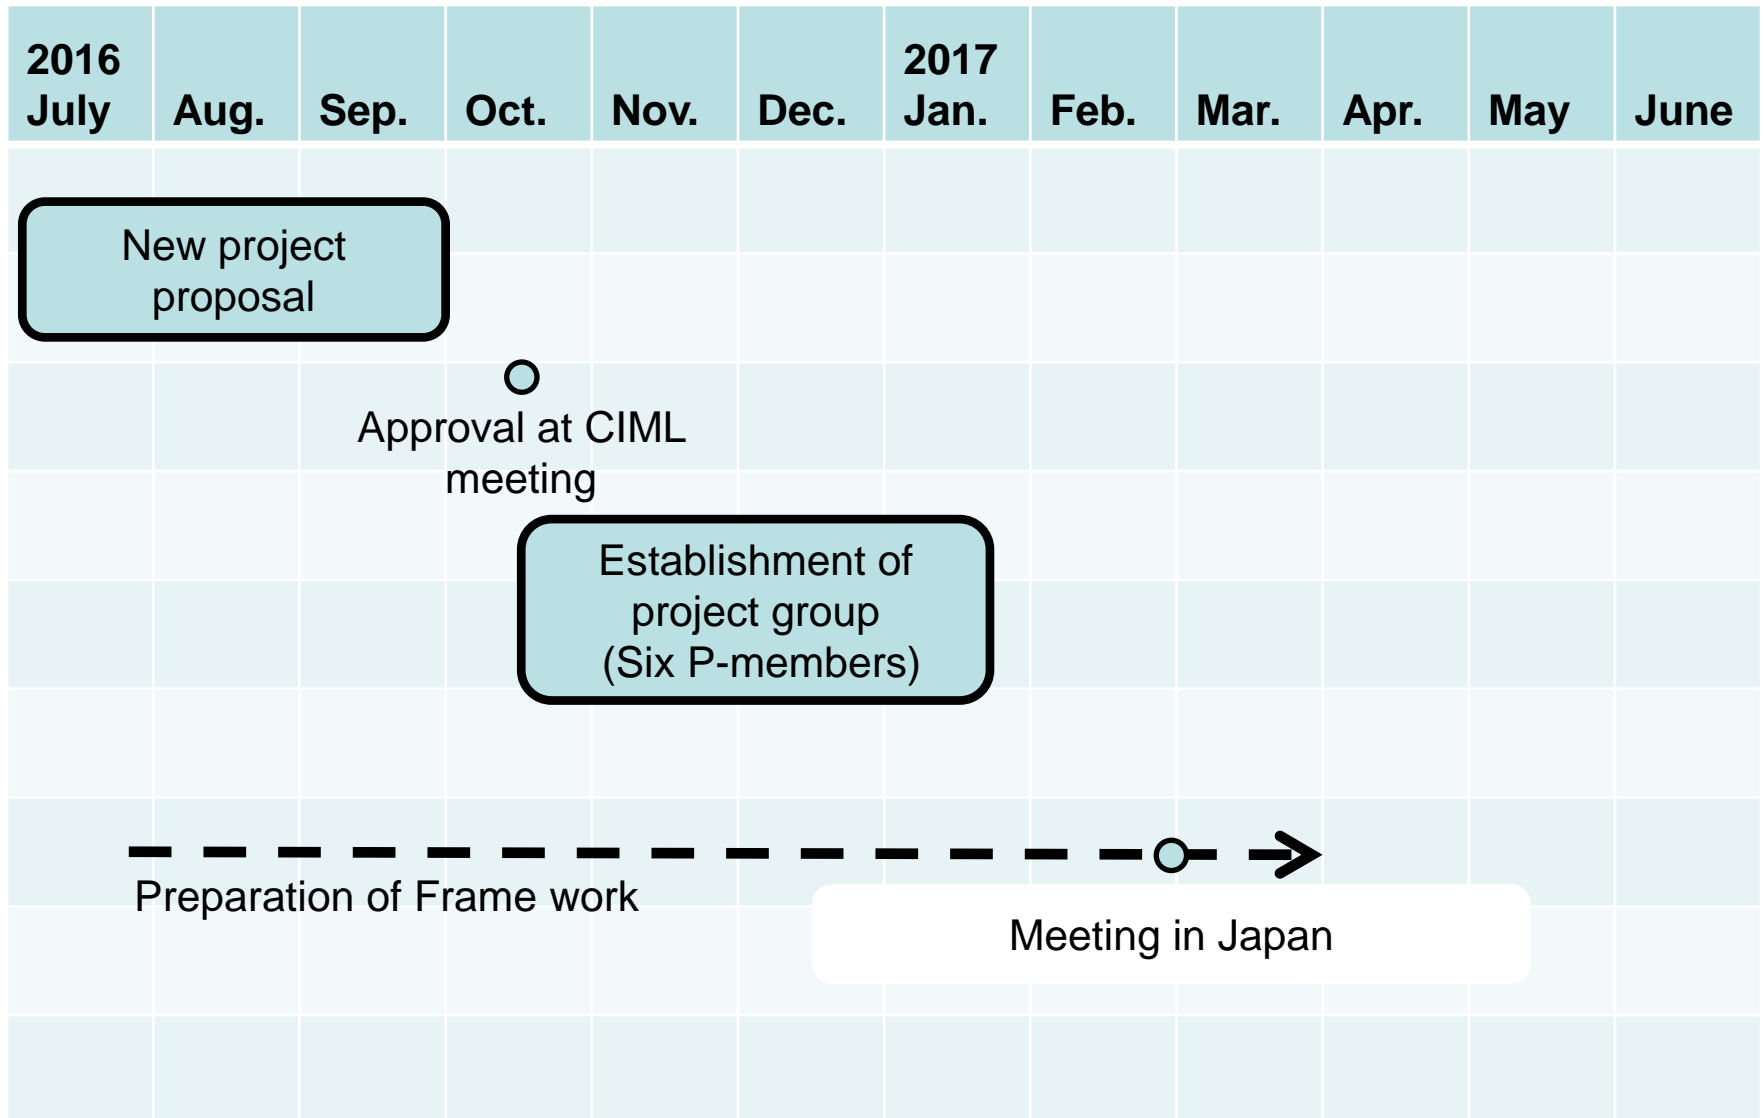 2016
July
Aug.
Sep.
Oct.
Nov.
Dec.
2017
Jan.
Feb.
Mar.
Apr.
May
June
New project
proposal
Approval at CIML
meeting
Establishment of
project group
(Six P-members)
Preparation of Frame work
Meeting in Japan